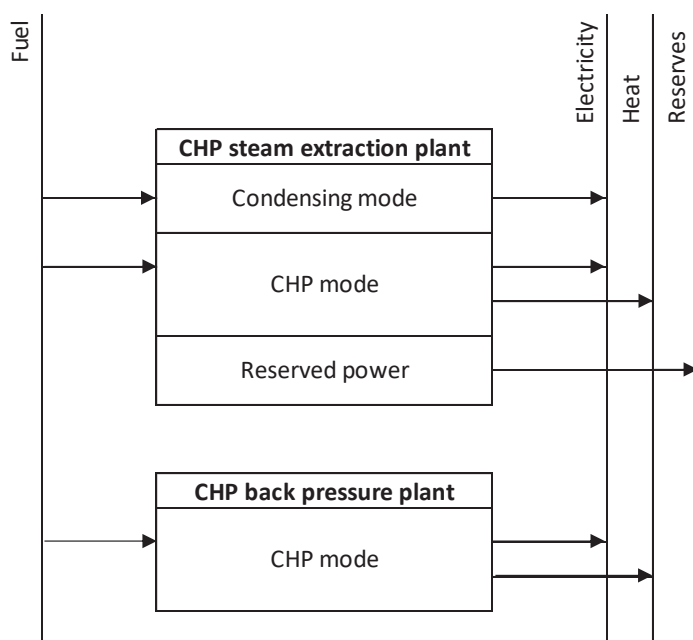 Fuel
Electricity
Heat
Reserves
CHP steam extraction plant
Condensing mode
CHP mode
Reserved power
CHP back pressure plant
CHP mode